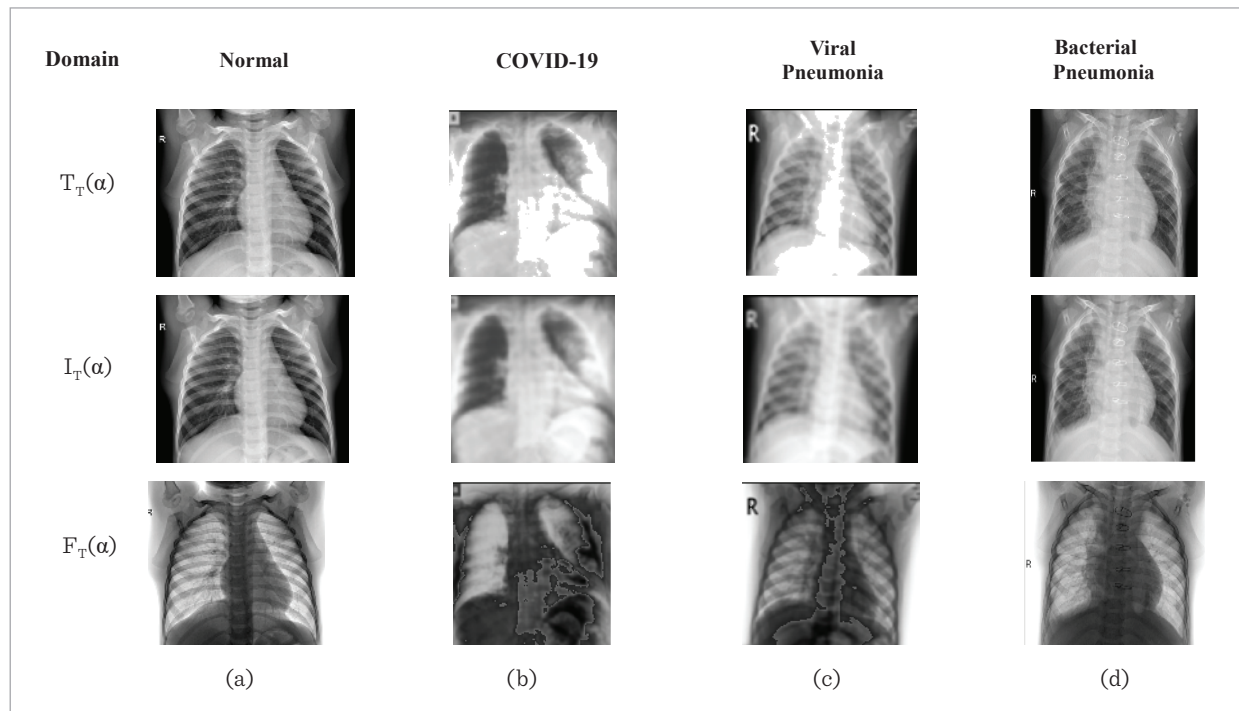 Domain
Normal
COVID-19
Viral
Pneumonia
Bacterial
Pneumonia
T_T(α)
R
R
R
I_T(α)
R
R
R
F_T(α)
R
R
R
(a)
(b)
(c)
(d)